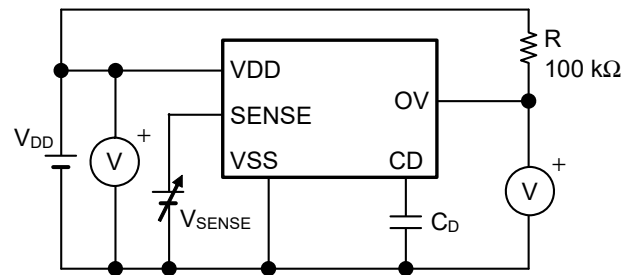 R
100 kΩ
VDD
OV
SENSE
VDD
+
V
VSS
CD
+
V
VSENSE
CD